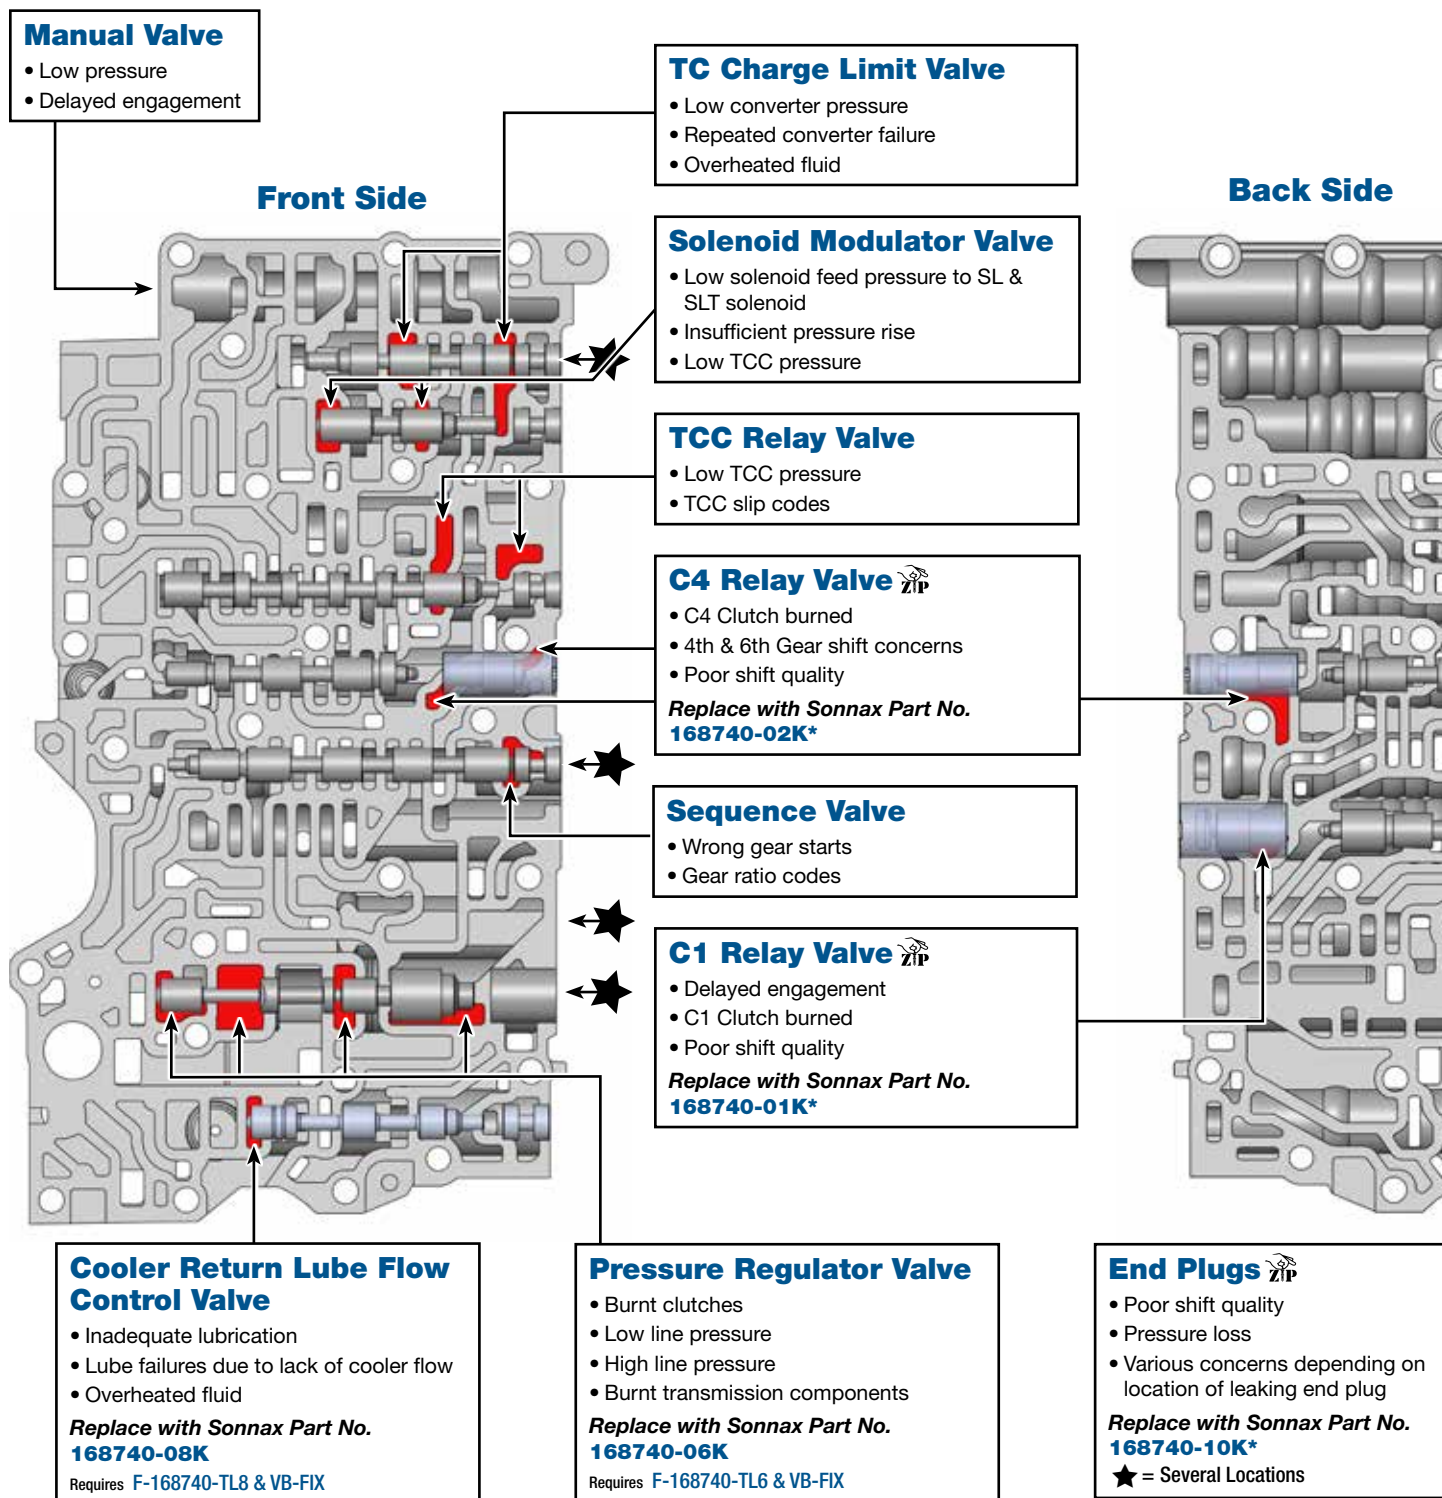 Manual Valve
• Low pressure
• Delayed engagement
TC Charge Limit Valve
• Low converter pressure
• Repeated converter failure
• Overheated fluid
Front Side
Back Side
Solenoid Modulator Valve
• Low solenoid feed pressure to SL &
SLT solenoid
• Insufficient pressure rise
• Low TCC pressure
TCC Relay Valve
• Low TCC pressure
• TCC slip codes
C4 Relay Valve ZIP
• C4 Clutch burned
• 4th & 6th Gear shift concerns
• Poor shift quality
Replace with Sonnax Part No.
168740-02K*
Sequence Valve
• Wrong gear starts
• Gear ratio codes
C1 Relay Valve ZIP
• Delayed engagement
• C1 Clutch burned
• Poor shift quality
Replace with Sonnax Part No.
168740-01K*
Cooler Return Lube Flow
Control Valve
• Inadequate lubrication
• Lube failures due to lack of cooler flow
• Overheated fluid
Replace with Sonnax Part No.
168740-08K
Requires F-168740-TL8 & VB-FIX
Pressure Regulator Valve
• Burnt clutches
• Low line pressure
• High line pressure
• Burnt transmission components
Replace with Sonnax Part No.
168740-06K
Requires F-168740-TL6 & VB-FIX
End Plugs ZIP
• Poor shift quality
• Pressure loss
• Various concerns depending on
location of leaking end plug
Replace with Sonnax Part No.
168740-10K*
★ = Several Locations